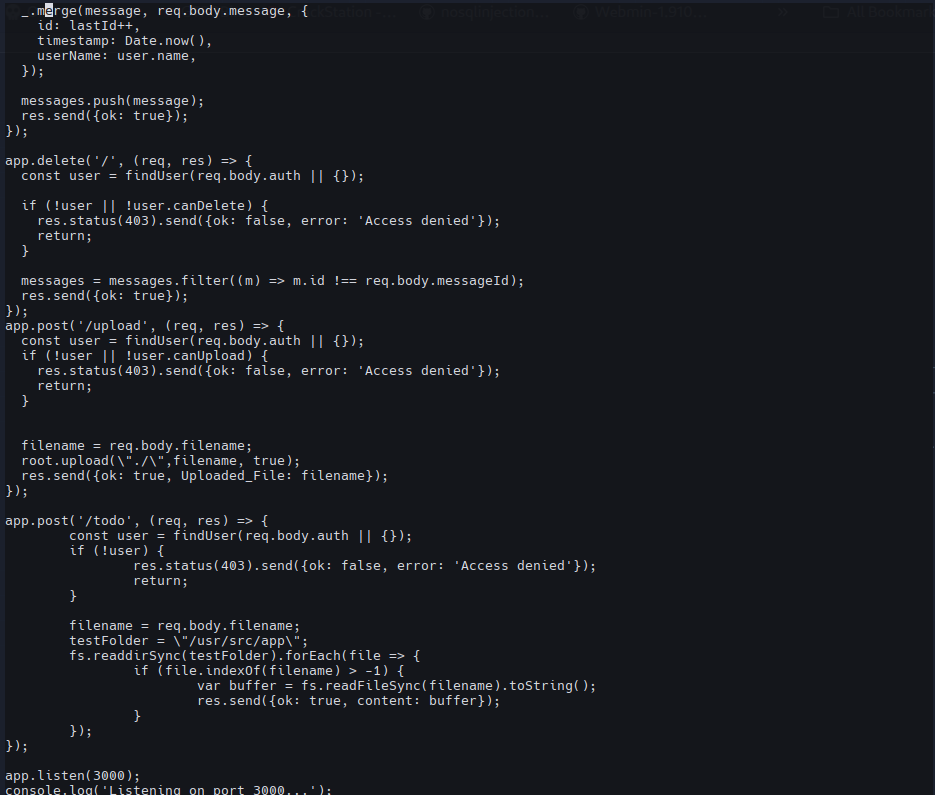 _.merge(message, req.body.message, {
    id: lastId++,
    timestamp: Date.now(),
    userName: user.name,
  });

  messages.push(message);
  res.send({ok: true});
});

app.delete('/', (req, res) => {
  const user = findUser(req.body.auth || {});

  if (!user || !user.canDelete) {
    res.status(403).send({ok: false, error: 'Access denied'});
    return;
  }

  messages = messages.filter((m) => m.id !== req.body.messageId);
  res.send({ok: true});
});
app.post('/upload', (req, res) => {
  const user = findUser(req.body.auth || {});
  if (!user || !user.canUpload) {
    res.status(403).send({ok: false, error: 'Access denied'});
    return;
  }


  filename = req.body.filename;
  root.upload(\"./\",filename, true);
  res.send({ok: true, Uploaded_File: filename});
});

app.post('/todo', (req, res) => {
        const user = findUser(req.body.auth || {});
        if (!user) {
                res.status(403).send({ok: false, error: 'Access denied'});
                return;
        }

        filename = req.body.filename;
        testFolder = \"/usr/src/app\";
        fs.readdirSync(testFolder).forEach(file => {
                if (file.indexOf(filename) > -1) {
                        var buffer = fs.readFileSync(filename).toString();
                        res.send({ok: true, content: buffer});
                }
        });
});

app.listen(3000);
console.log('Listening on port 3000...');